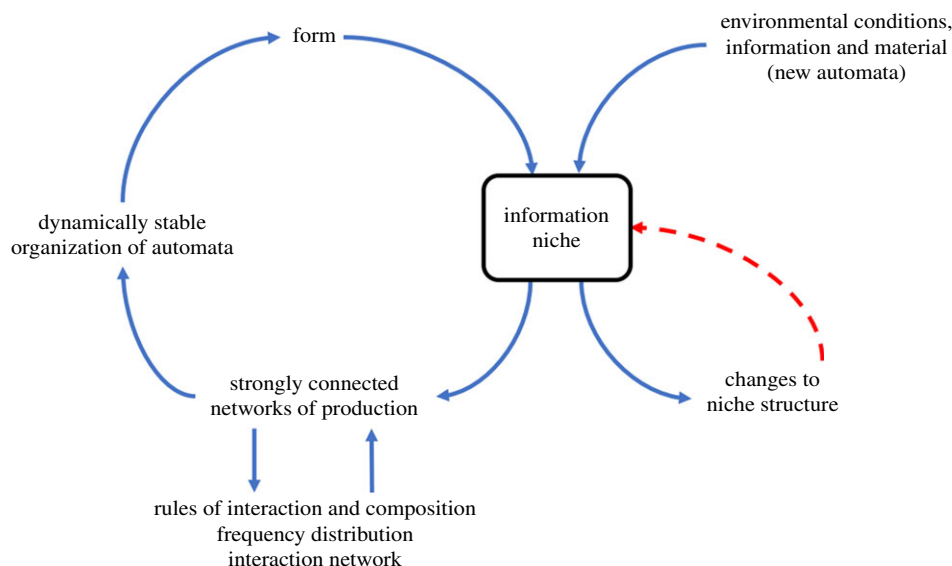 form
environmental conditions,
information and material
(new automata)
information
niche
dynamically stable
organization of automata
strongly connected
networks of production
changes to
niche structure
rules of interaction and composition
frequency distribution
interaction network